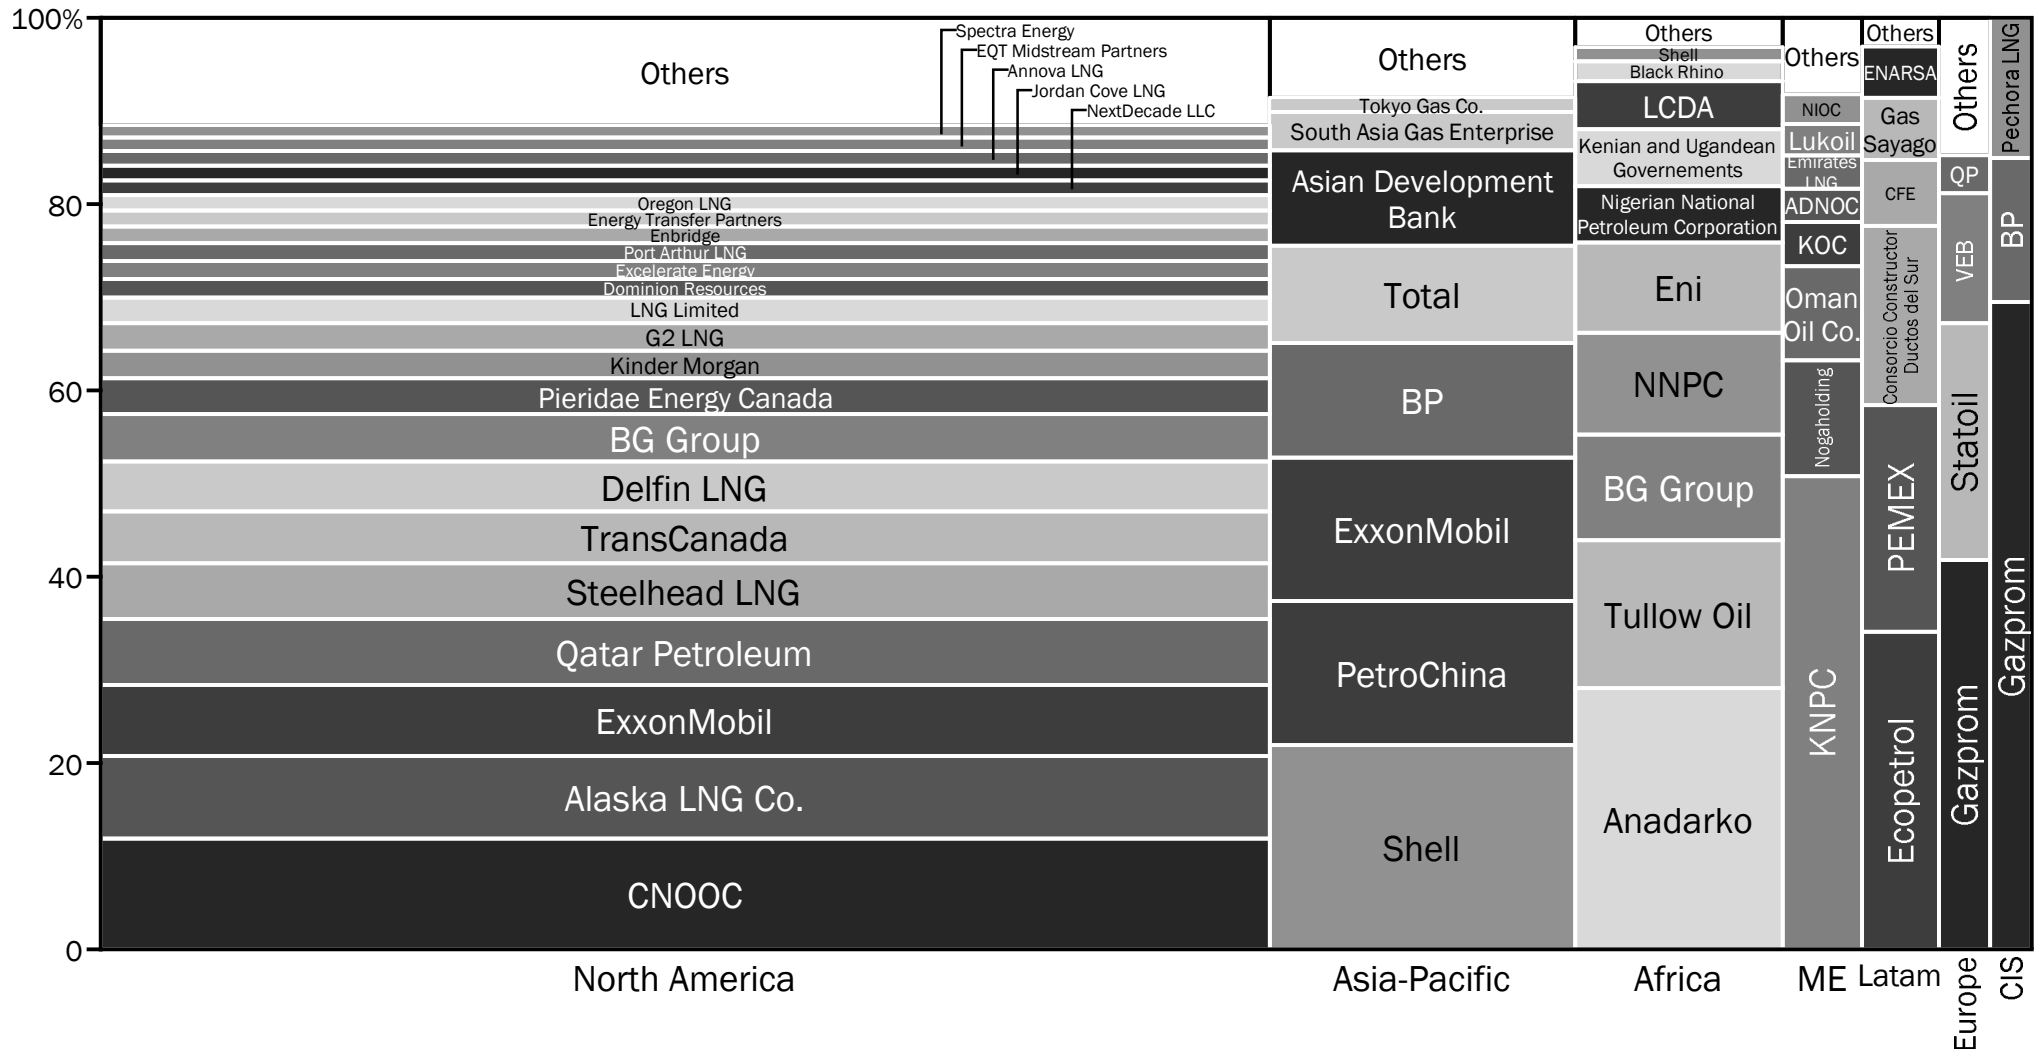 100%
80
60
40
20
0
Others
Spectra Energy
EQT Midstream Partners
Annova LNG
Jordan Cove LNG
NextDecade LLC
Oregon LNG
Energy Transfer Partners
Enbridge
Port Arthur LNG
Excelerate Energy
Dominion Resources
LNG Limited
G2 LNG
Kinder Morgan
Pieridae Energy Canada
BG Group
Delfin LNG
TransCanada
Steelhead LNG
Qatar Petroleum
ExxonMobil
Alaska LNG Co.
CNOOC
North America
Others
Tokyo Gas Co.
South Asia Gas Enterprise
Asian Development
Bank
Total
BP
ExxonMobil
PetroChina
Shell
Asia-Pacific
Others
Shell
Black Rhino
LCDA
Kenian and Ugandean
Governements
Nigerian National
Petroleum Corporation
Eni
NNPC
BG Group
Tullow Oil
Anadarko
Africa
Others
NIOC
Lukoil
Emirates
LNG
ADNOC
KOC
Oman
Oil Co.
Nogaholding
KNPC
ME
Others
ENARSA
Gas
Sayago
CFE
Consorcio Constructor
Ductos del Sur
PEMEX
Ecopetrol
Latam
Others
QP
VEB
Statoil
Gazprom
Europe
Pechora LNG
BP
Gazprom
CIS